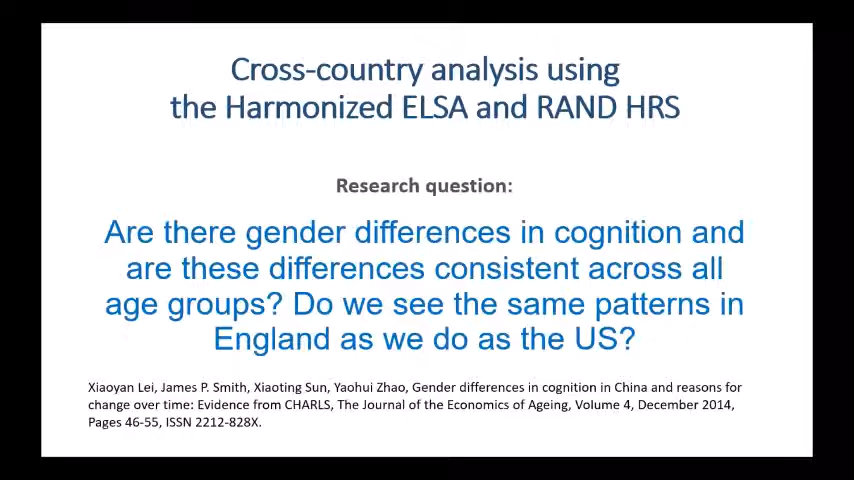 Cross-country analysis using
the Harmonized ELSA and RAND HRS
Research question:
Are there gender differences in cognition and
are these differences consistent across all
age groups? Do we see the same patterns in
England as we do as the US?
Xiaoyan Lei, James P. Smith, Xiaoting Sun, Yaohui Zhao, Gender differences in cognition in China and reasons for
change over time: Evidence from CHARLS, The Journal of the Economics of Ageing, Volume 4, December 2014,
Pages 46-55, ISSN 2212-828X.